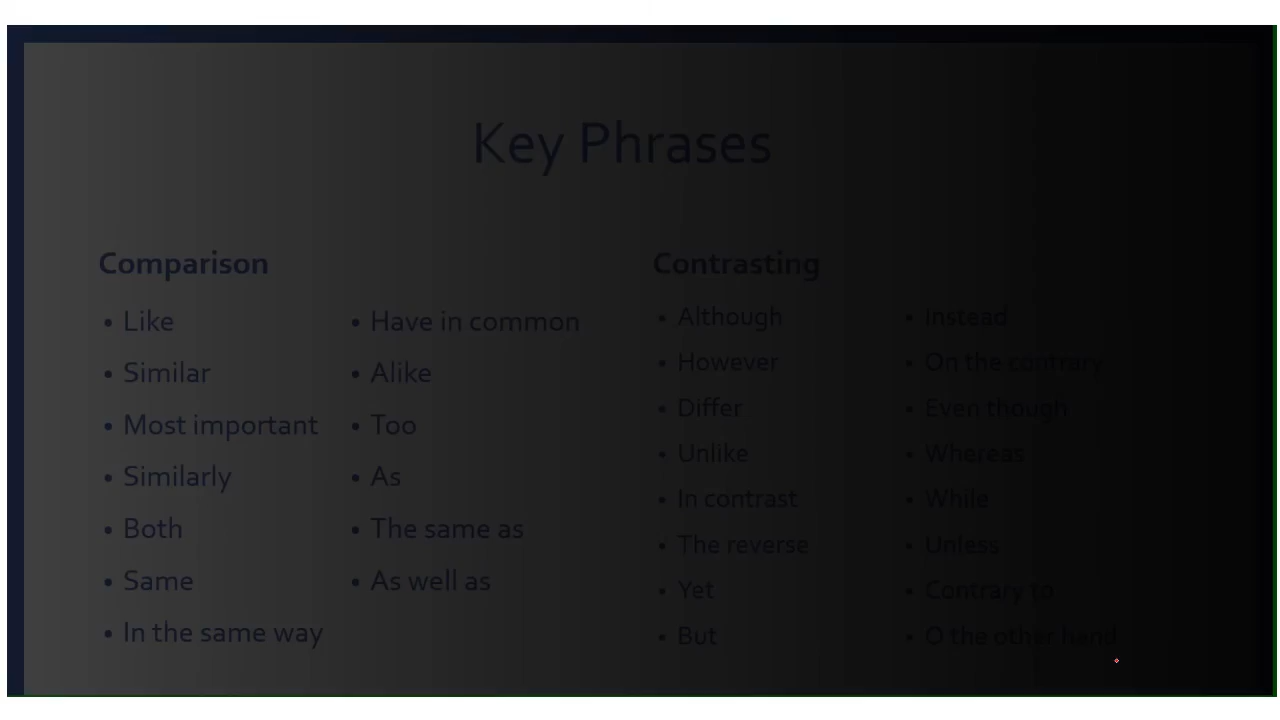 Key Phrases
Comparison
Like
Similar
Most important
Similarly
Both
Same
In the same way
Have in common
Alike
Too
As
The same as
As well as
Contrasting
Although
However
Differ
Unlike
In contrast
The reverse
Yet
But
Instead
On the contrary
Even though
Whereas
While
Unless
Contrary to
O the other hand